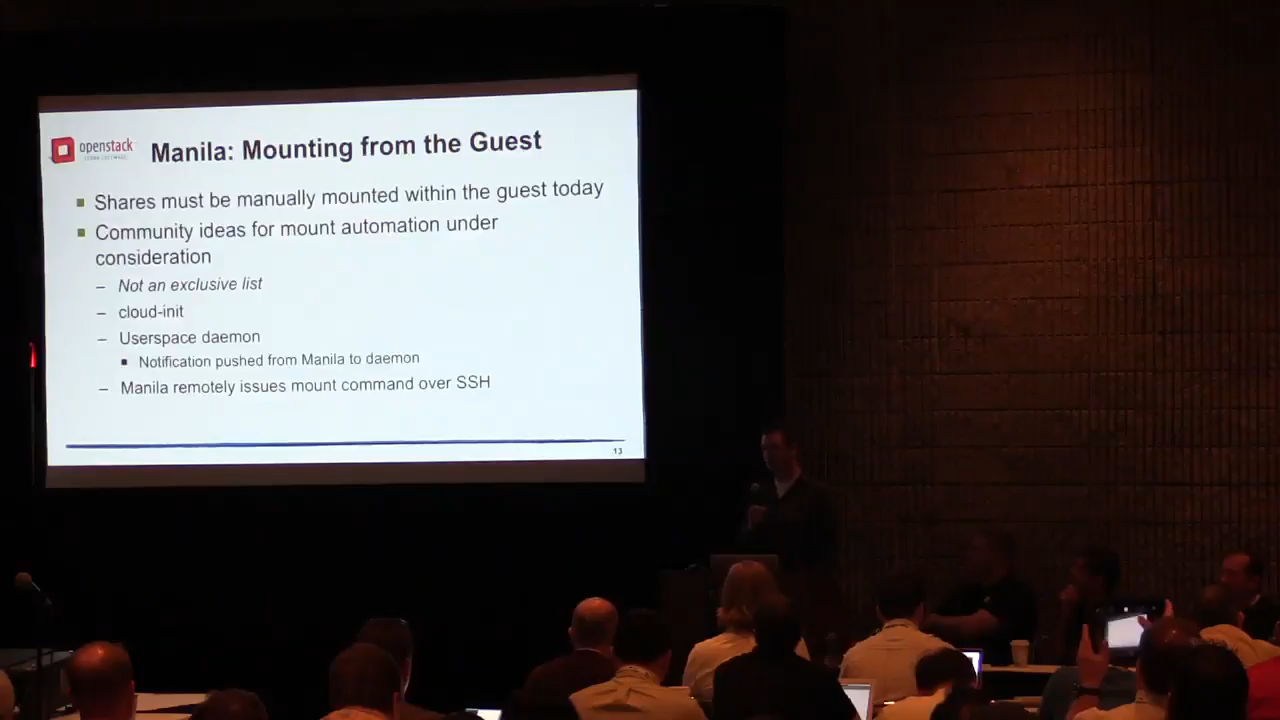 openstack
Manila: Mounting from the Guest
Shares must be manually mounted within the guest today
Community ideas for mount automation under
consideration
– Not an exclusive list
– cloud-init
– Userspace daemon
Notification pushed from Manila to daemon
– Manila remotely issues mount command over SSH
13